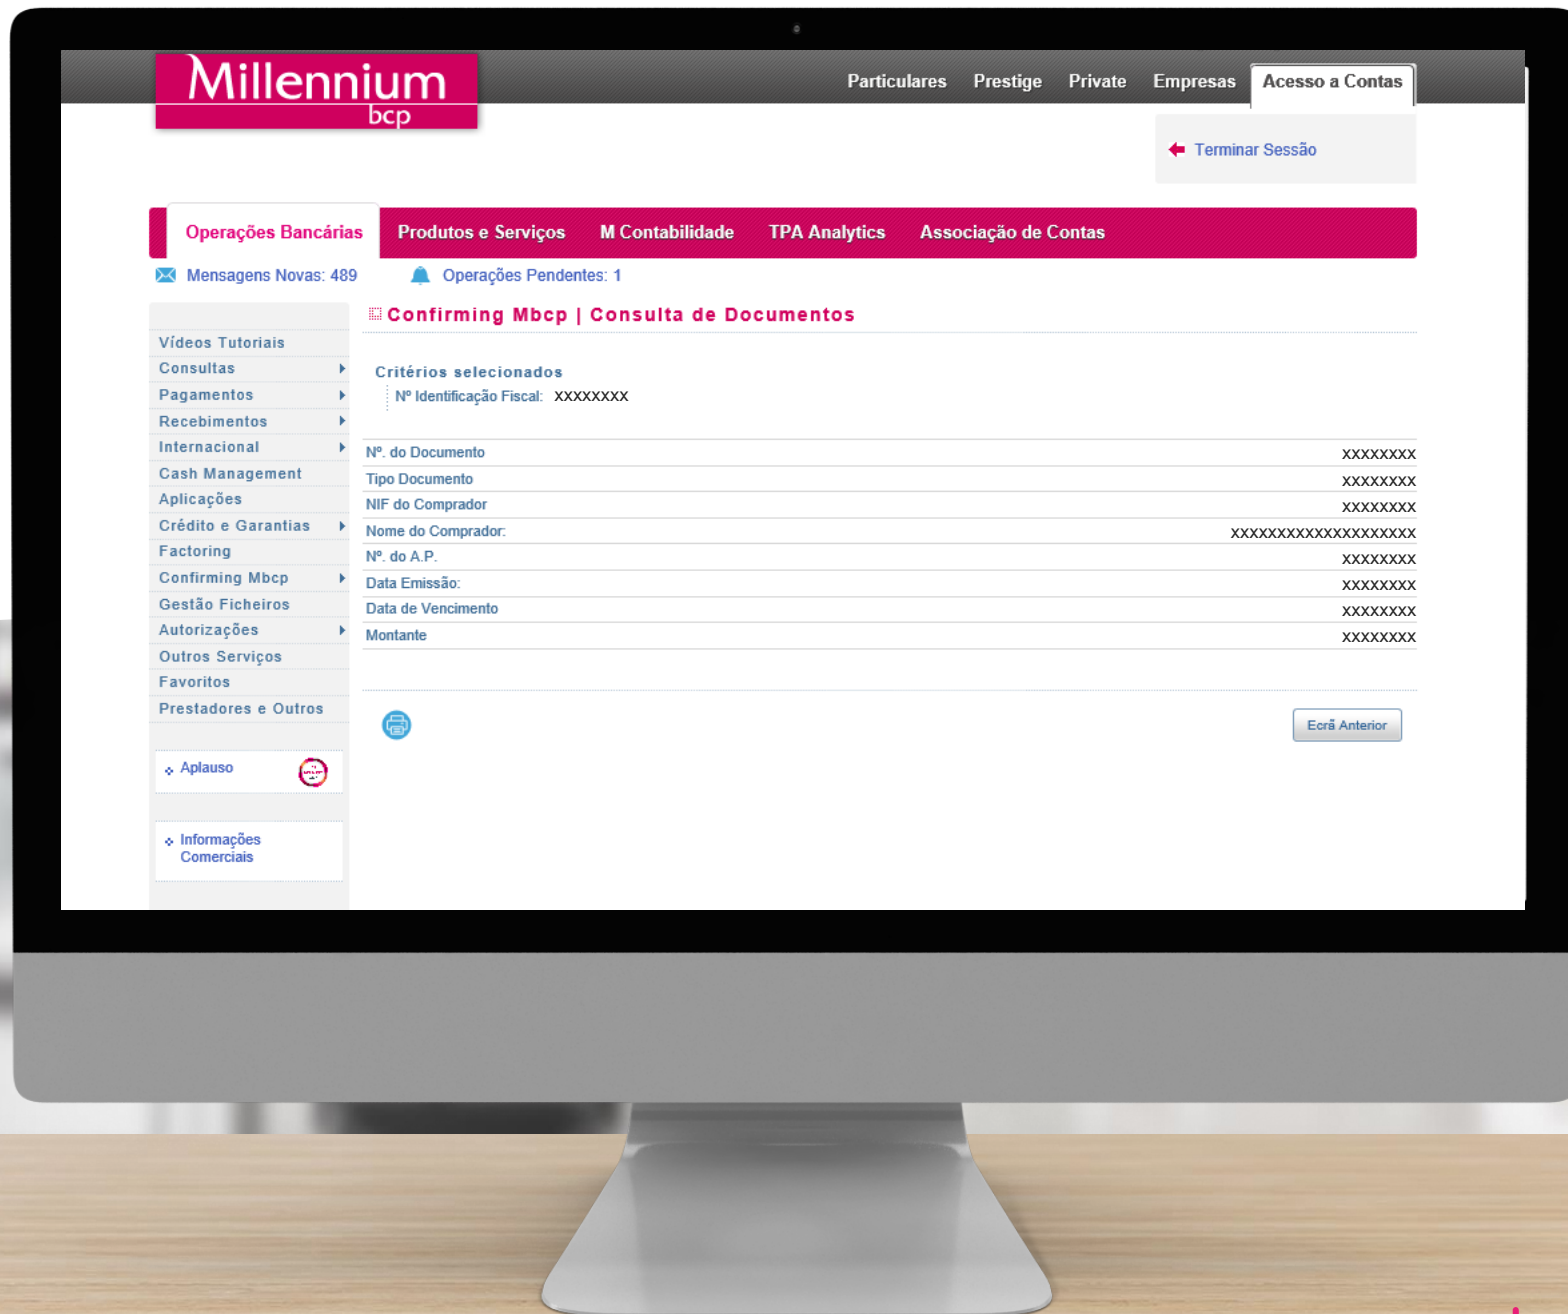 Millennium
bcp
Particulares Prestige Private Empresas Acesso a Contas
Terminar Sessão
Operações Bancárias Produtos e Serviços M Contabilidade TPA Analytics Associação de Contas
Mensagens Novas: 489 Operações Pendentes: 1
Confirming Mbcp | Consulta de Documentos
Vídeos Tutoriais
Consultas
Pagamentos
Recebimentos
Internacional
Cash Management
Aplicações
Crédito e Garantias
Factoring
Confirming Mbcp
Gestão Ficheiros
Autorizações
Outros Serviços
Favoritos
Prestadores e Outros
Aplauso
Informações
Comerciais
Critérios selecionados
Nº Identificação Fiscal: XXXXXXXX
Nº. do Documento XXXXXXXX
Tipo Documento XXXXXXXX
NIF do Comprador XXXXXXXX
Nome do Comprador: XXXXXXXXXXXXXXXXXXXX
Nº. do A.P. XXXXXXXX
Data Emissão: XXXXXXXX
Data de Vencimento XXXXXXXX
Montante XXXXXXXX
Ecrã Anterior